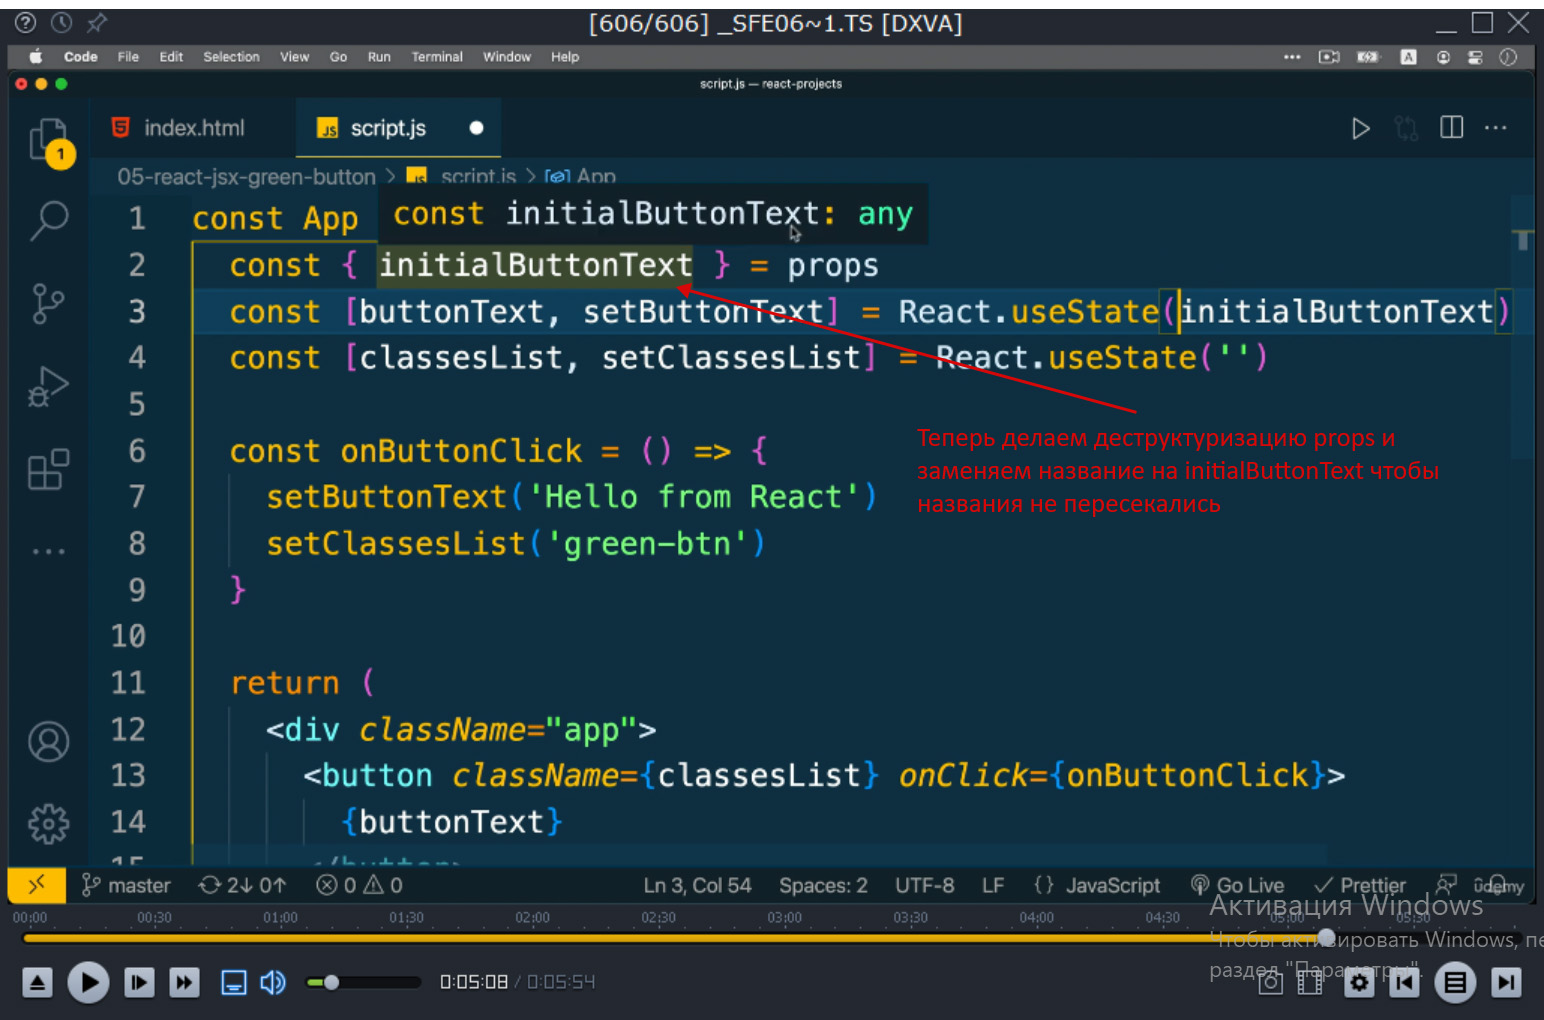 [606/606] _SFE06~1.TS [DXVA]
Code File Edit Selection View Go Run Terminal Window Help
A
script.js — react-projects
index.html
JS script.js
1
05-react-jsx-green-button > JS script.js > App
const initialButtonText: any
1 const App
2 const { initialButtonText } = props
3 const [buttonText, setButtonText] = React.useState(initialButtonText)
4 const [classesList, setClassesList] = React.useState('')
5
6 const onButtonClick = () => {
7 setButtonText('Hello from React')
8 setClassesList('green-btn')
9 }
10
11 return (
12 <div className="app">
13 <button className={classesList} onClick={onButtonClick}>
14 {buttonText}
15 </button>
Теперь делаем деструктуризацию props и
заменяем название на initialButtonText чтобы
названия не пересекались
master 2↓ 0↑ 0 0 Ln 3, Col 54 Spaces: 2 UTF-8 LF {} JavaScript Go Live Prettier ûdemy
00:00 00:30 01:00 01:30 02:00 02:30 03:00 03:30 04:00 04:30 05:00 05:30
Активация Windows
Чтобы активировать Windows, пе
раздел "Параметры".
0:05:08 / 0:05:54